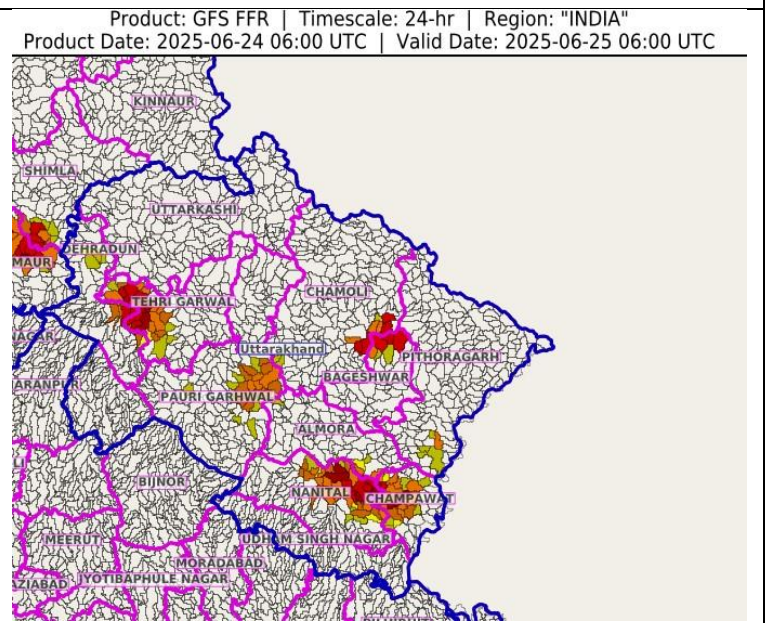 Product: GFS FFR | Timescale: 24-hr | Region: "INDIA"
Product Date: 2025-06-24 06:00 UTC | Valid Date: 2025-06-25 06:00 UTC
KINNAUR
SHIMLA
UTTARKASHI
DEHRADUN
MAUR
CHAMOLI
TEHRI GARWAL
NAGAR
Uttarakhand
PITHORAGARH
BAGESHWAR
ARANPUR
PAURI GARHWAL
ALMORA
LI
BIJNOR
NANITAL
CHAMPAWAT
MEERUT
UDHAM SINGH NAGAR
MORADABAD
AZIABAD
JYOTIBAPHULE NAGAR